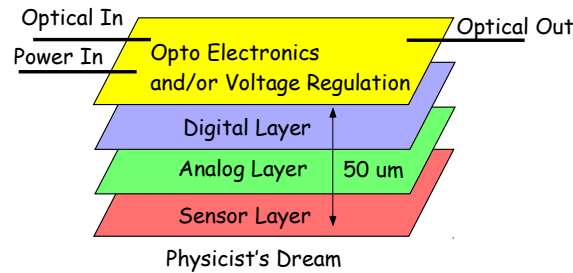 Optical In
Optical Out
Power In
Opto Electronics
and/or Voltage Regulation
Digital Layer
Analog Layer
50 um
Sensor Layer
Physicist's Dream